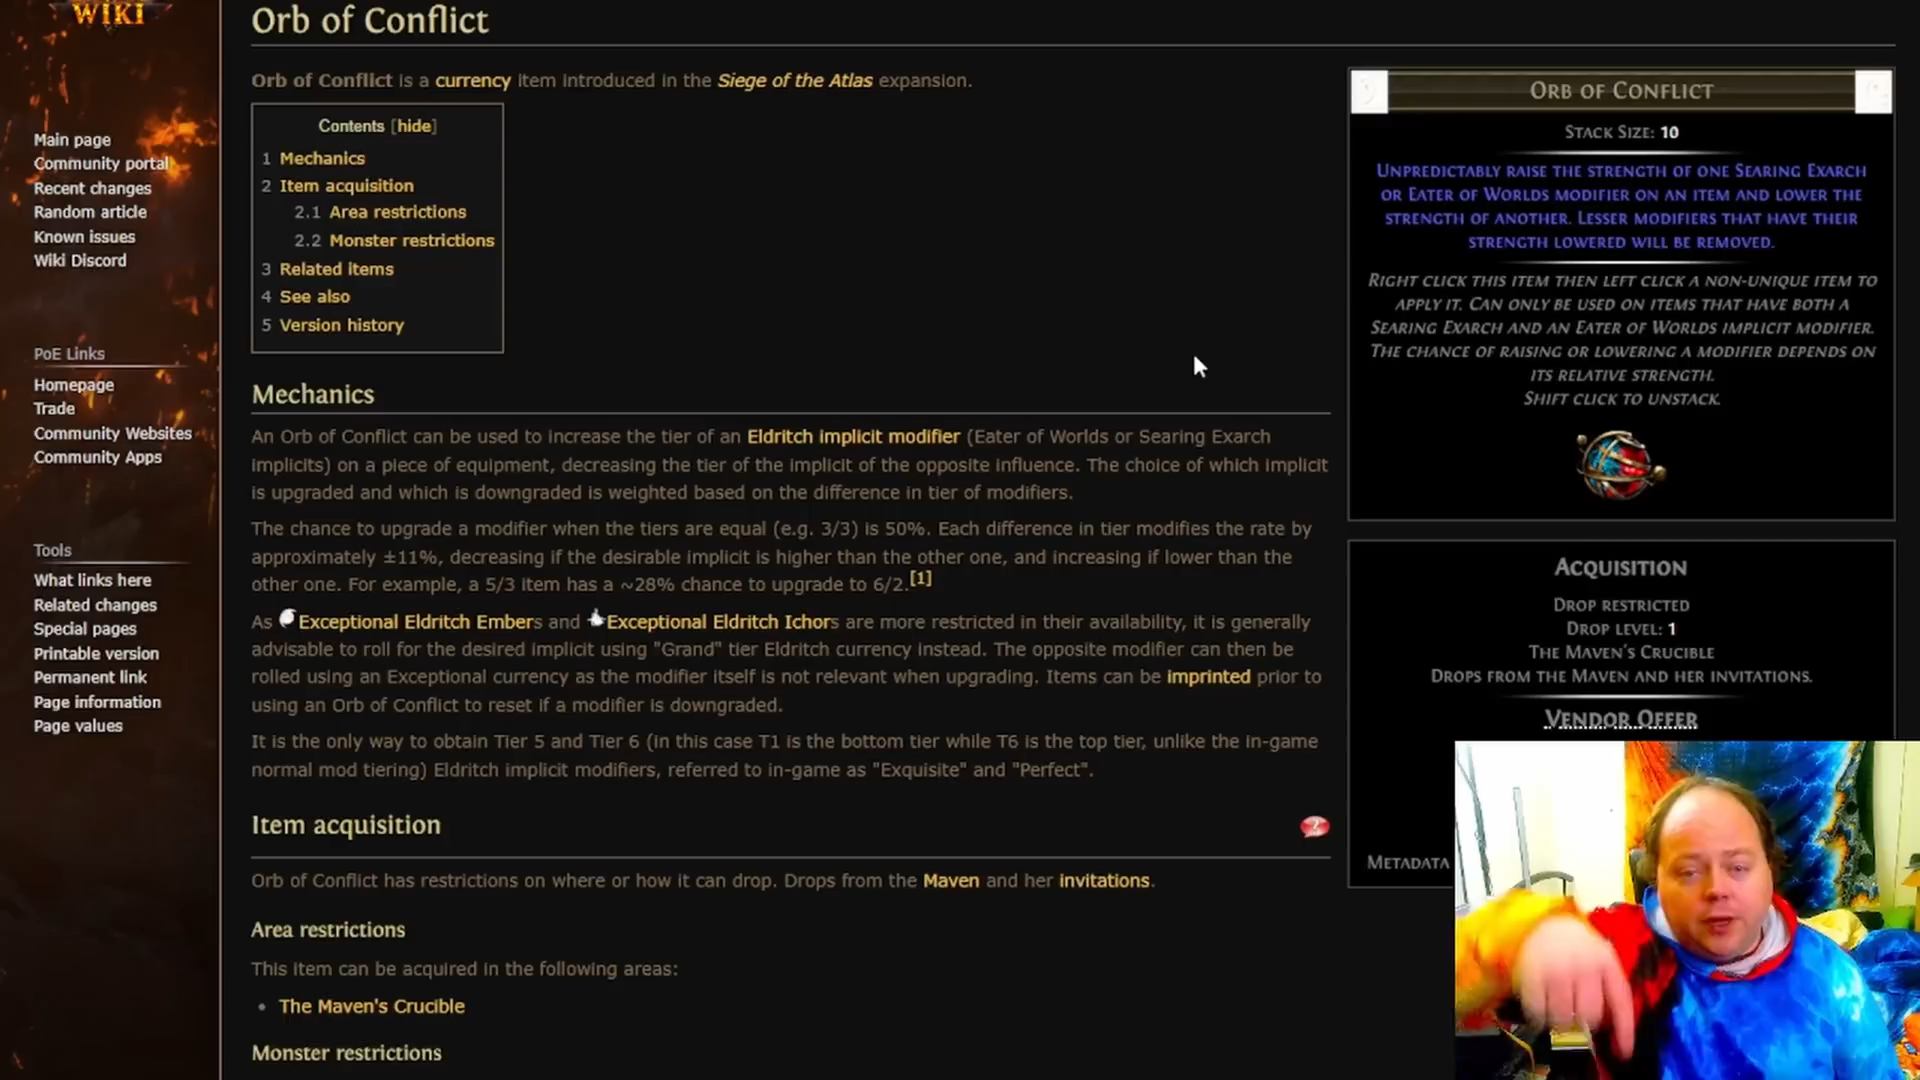 WIKI
Main page
Community portal
Recent changes
Random article
Known issues
Wiki Discord
PoE Links
Homepage
Trade
Community Websites
Community Apps
Tools
What links here
Related changes
Special pages
Printable version
Permanent link
Page information
Page values
Orb of Conflict
Orb of Conflict is a currency item introduced in the Siege of the Atlas expansion.
Contents [hide]
1 Mechanics
2 Item acquisition
2.1 Area restrictions
2.2 Monster restrictions
3 Related items
4 See also
5 Version history
Mechanics
An Orb of Conflict can be used to increase the tier of an Eldritch implicit modifier (Eater of Worlds or Searing Exarch
implicits) on a piece of equipment, decreasing the tier of the implicit of the opposite influence. The choice of which implicit
is upgraded and which is downgraded is weighted based on the difference in tier of modifiers.
The chance to upgrade a modifier when the tiers are equal (e.g. 3/3) is 50%. Each difference in tier modifies the rate by
approximately ±11%, decreasing if the desirable implicit is higher than the other one, and increasing if lower than the
other one. For example, a 5/3 item has a ~28% chance to upgrade to 6/2.[1]
As Exceptional Eldritch Embers and Exceptional Eldritch Ichors are more restricted in their availability, it is generally
advisable to roll for the desired implicit using "Grand" tier Eldritch currency instead. The opposite modifier can then be
rolled using an Exceptional currency as the modifier itself is not relevant when upgrading. Items can be imprinted prior to
using an Orb of Conflict to reset if a modifier is downgraded.
It is the only way to obtain Tier 5 and Tier 6 (in this case T1 is the bottom tier while T6 is the top tier, unlike the in-game
normal mod tiering) Eldritch implicit modifiers, referred to in-game as "Exquisite" and "Perfect".
Item acquisition
?
Orb of Conflict has restrictions on where or how it can drop. Drops from the Maven and her invitations.
Area restrictions
This item can be acquired in the following areas:
• The Maven's Crucible
Monster restrictions
Orb of Conflict
Stack Size: 10
Unpredictably raise the strength of one Searing Exarch
or Eater of Worlds modifier on an item and lower the
strength of another. Lesser modifiers that have their
strength lowered will be removed.
Right click this item then left click a non-unique item to
apply it. Can only be used on items that have both a
Searing Exarch and an Eater of Worlds implicit modifier.
The chance of raising or lowering a modifier depends on
its relative strength.
Shift click to unstack.
Acquisition
Drop restricted
Drop level: 1
The Maven's Crucible
Drops from the Maven and her invitations.
Vendor Offer
Metadata